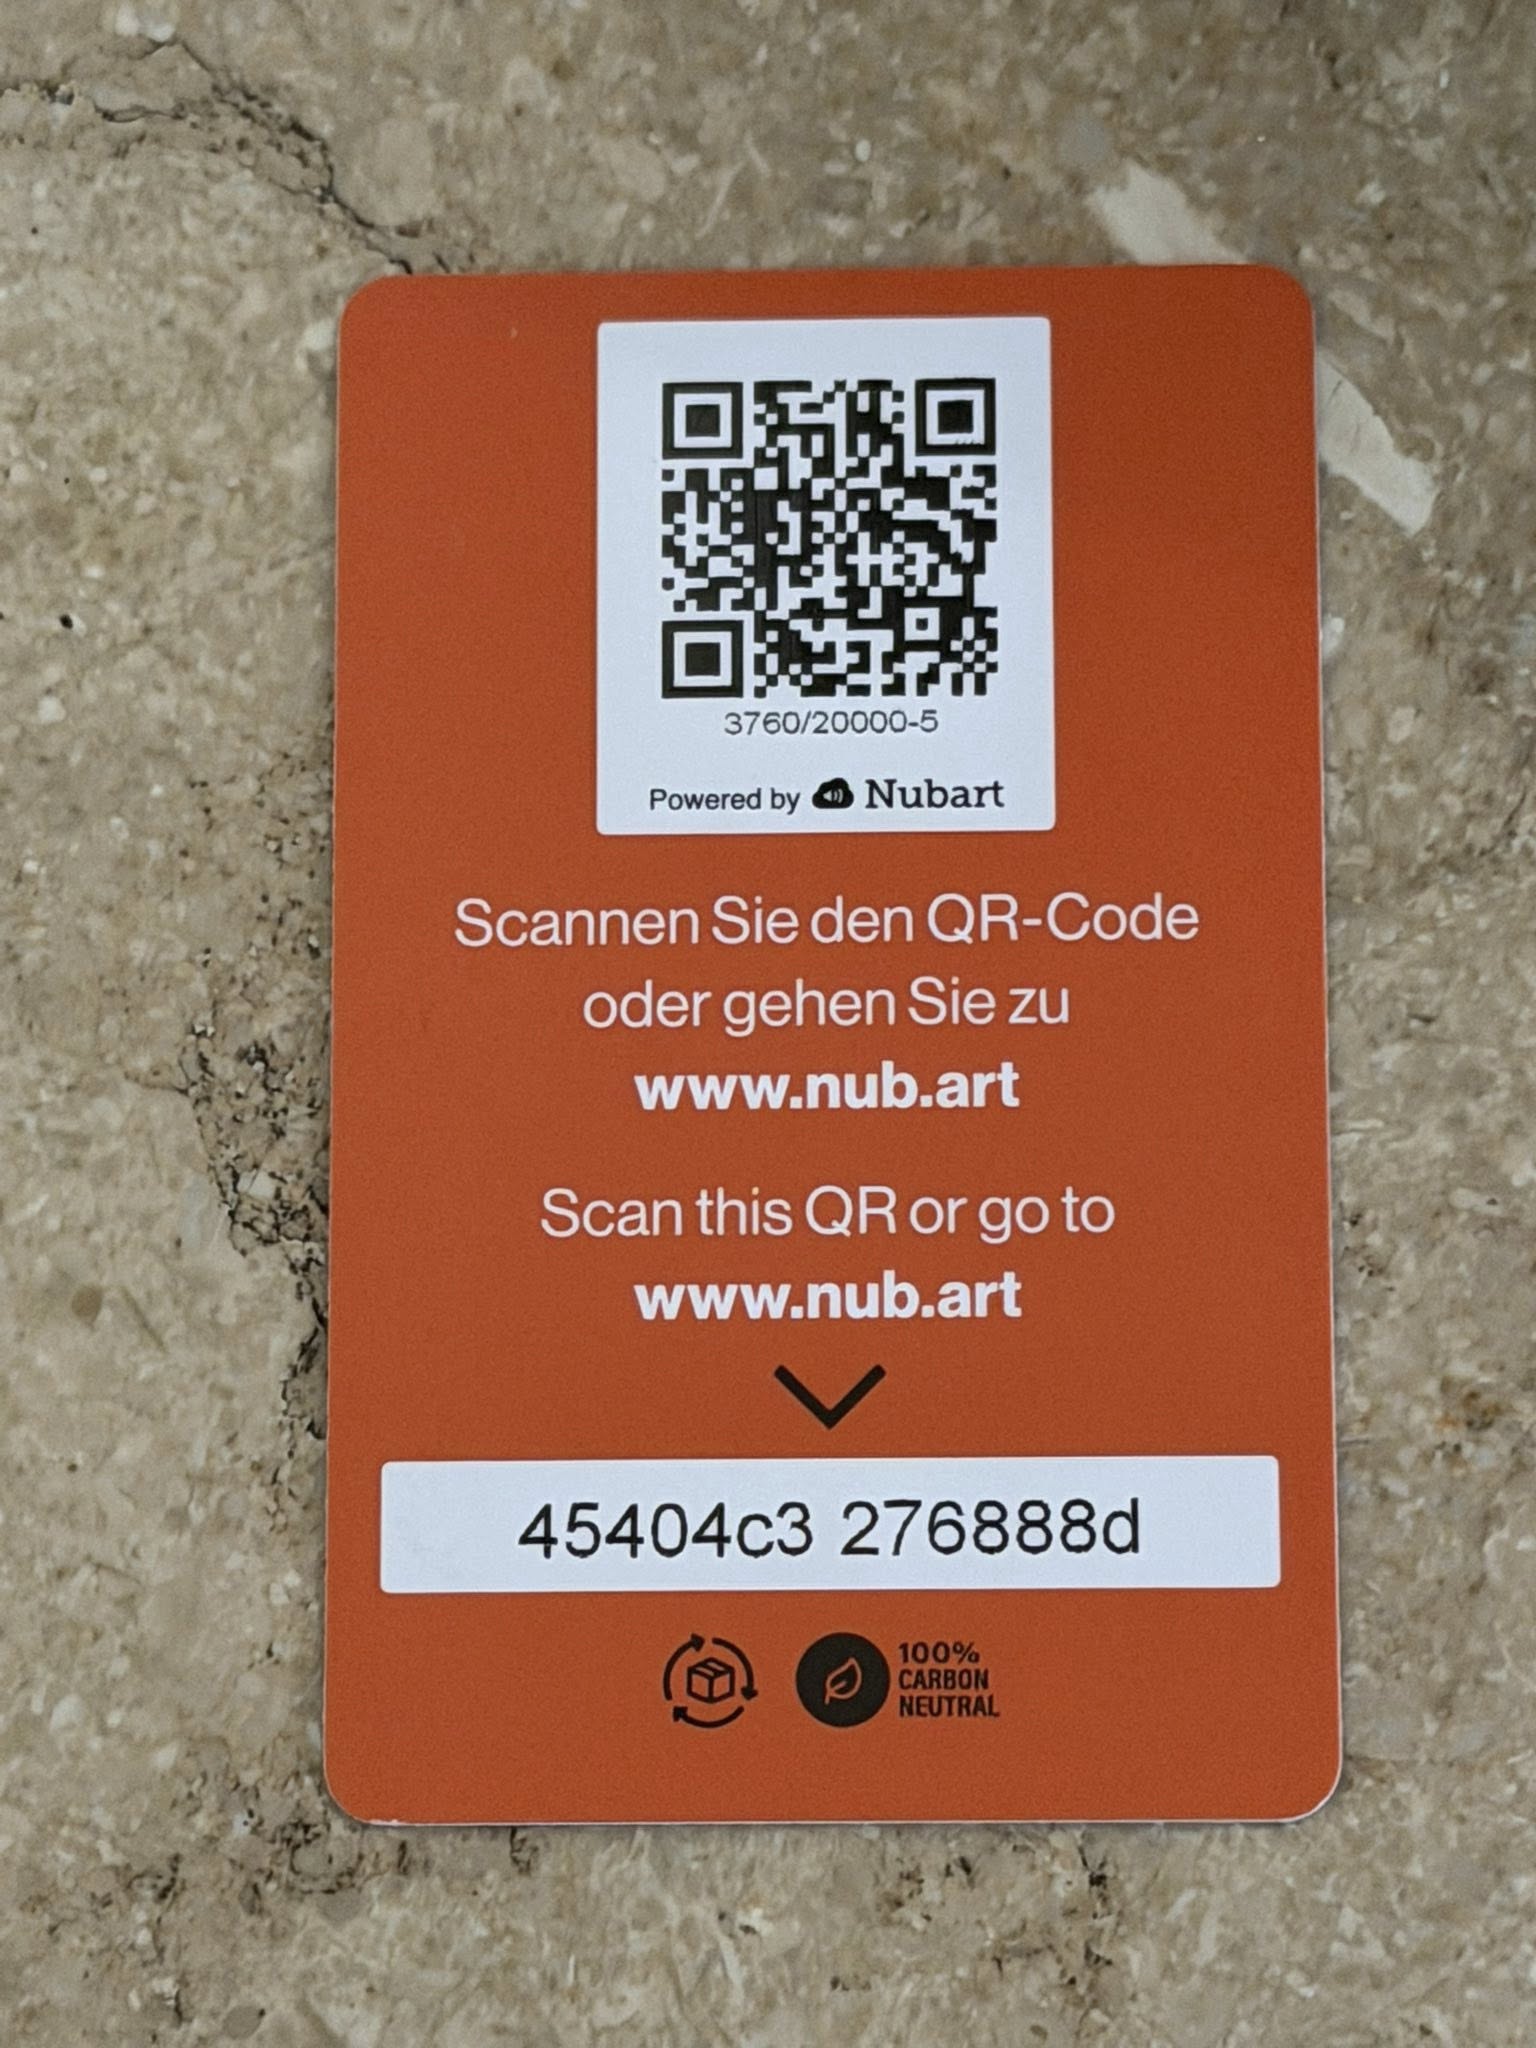 3760/20000-5
Powered by Nubart
Scannen Sie den QR-Code
oder gehen Sie zu
www.nub.art
Scan this QR or go to
www.nub.art
45404c3 276888d
100%
CARBON
NEUTRAL